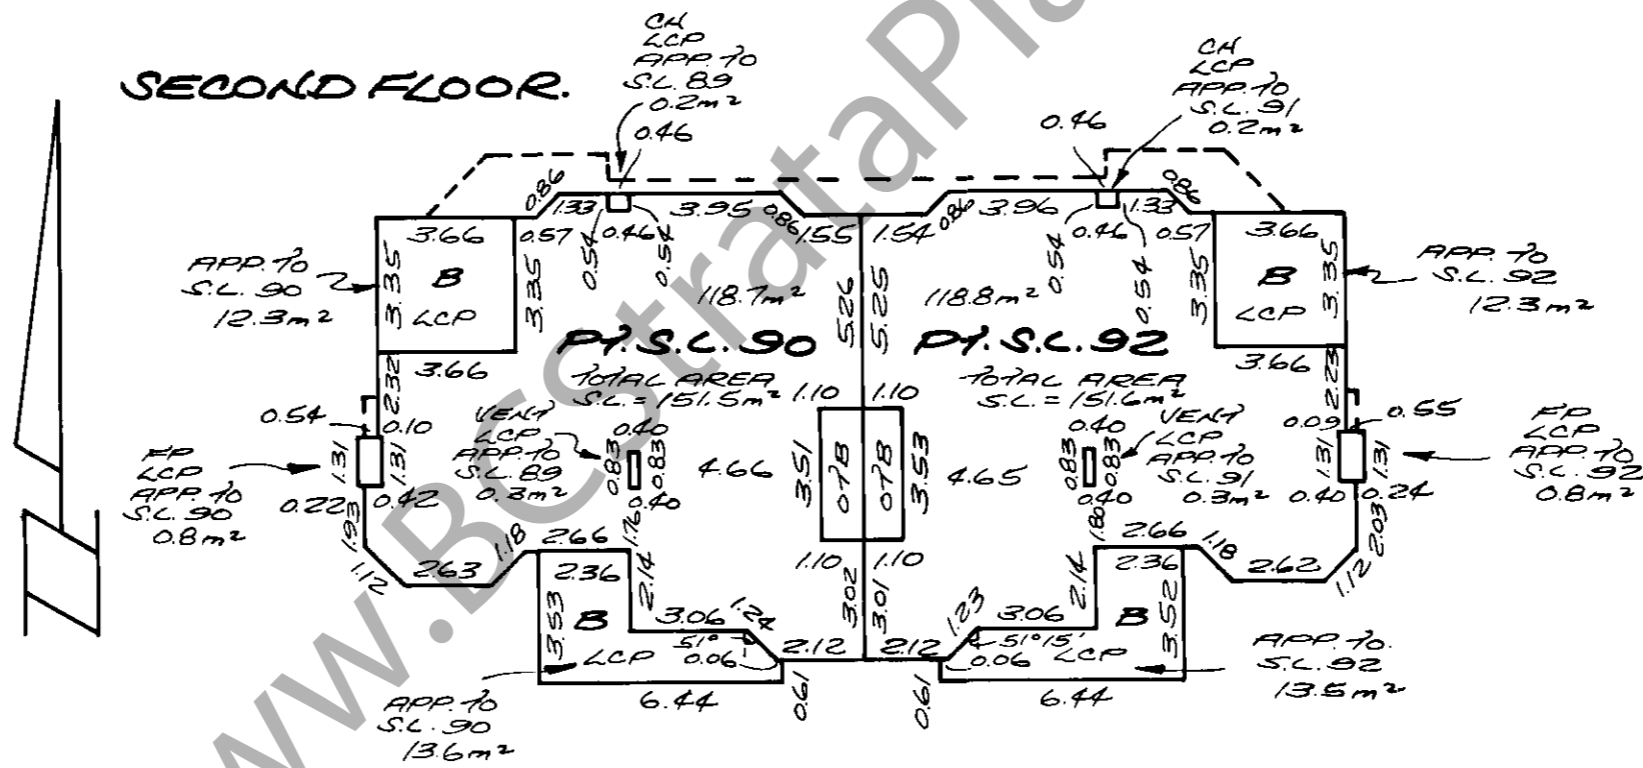 SECOND FLOOR.
CH
LCP
APP. TO
S.L. 89
0.2m²
0.46
CH
LCP
APP. TO
S.L. 91
0.2m²
0.46
0.86
1.33
3.95
0.86
0.86
3.96
1.33
0.86
3.66
0.57
0.46
1.55
1.54
0.46
0.57
3.66
0.54
0.54
0.54
0.54
APP. TO
S.L. 90
12.3m²
3.35
B
LCP
3.35
118.7m²
5.26
5.25
118.8m²
3.35
B
LCP
3.35
APP. TO
S.L. 92
12.3m²
PT. S.L. 90
PT. S.L. 92
3.66
3.66
TOTAL AREA
S.L. = 151.5m²
TOTAL AREA
S.L. = 151.6m²
2.32
1.10
1.10
2.23
0.54
0.10
VENT
LCP
APP. TO
S.L. 89
0.3m²
0.40
0.83
0.83
0.40
4.66
3.51
OTB
OTB
3.53
4.65
0.40
0.83
0.83
0.40
VENT
LCP
APP. TO
S.L. 91
0.3m²
0.09
0.55
FP
LCP
APP. TO
S.L. 90
0.8m²
1.31
1.31
0.22
0.42
1.31
1.31
0.40
0.24
FP
LCP
APP. TO
S.L. 92
0.8m²
1.93
1.12
2.63
1.18
2.66
1.76
1.10
1.10
1.80
2.66
1.18
2.62
1.12
2.03
2.36
2.14
3.02
3.01
2.14
2.36
3.53
B
LCP
3.06
1.24
51°
0.06
2.12
2.12
1.23
3.06
51°15'
0.06
B
LCP
3.52
6.44
0.61
0.61
6.44
APP. TO
S.L. 90
13.6m²
APP. TO.
S.L. 92
13.5m²
www.BCStrataPla